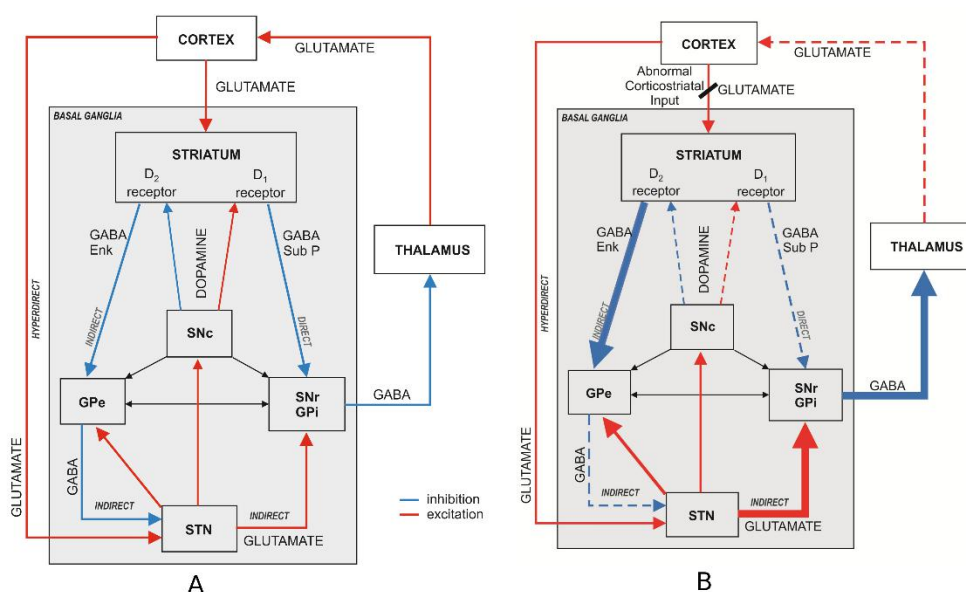 CORTEX
GLUTAMATE
GLUTAMATE
BASAL GANGLIA
STRIATUM
D2
receptor
D1
receptor
GABA
Enk
DOPAMINE
GABA
Sub P
THALAMUS
HYPERDIRECT
INDIRECT
DIRECT
SNc
GPe
SNr
GPi
GABA
GLUTAMATE
GABA
INDIRECT
STN
INDIRECT
GLUTAMATE
inhibition
excitation
A
CORTEX
GLUTAMATE
Abnormal
Corticostriatal
Input
GLUTAMATE
BASAL GANGLIA
STRIATUM
D2
receptor
D1
receptor
GABA
Enk
DOPAMINE
GABA
Sub P
THALAMUS
HYPERDIRECT
INDIRECT
DIRECT
SNc
GPe
SNr
GPi
GABA
GLUTAMATE
GABA
INDIRECT
STN
INDIRECT
GLUTAMATE
B